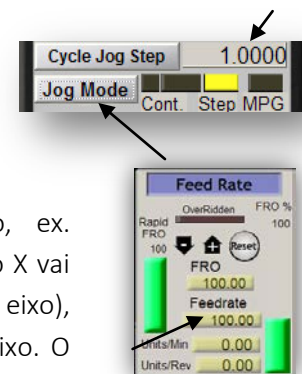 Cycle Jog Step 1.0000
Jog Mode
Cont. Step MPG
Feed Rate
OverRidden FRO %
Rapid 100
FRO
100 Reset
FRO
100.00
Feedrate
100.00
Units/Min 0.00
Units/Rev 0.00
, ex.
X vai
eixo),
ixo. O